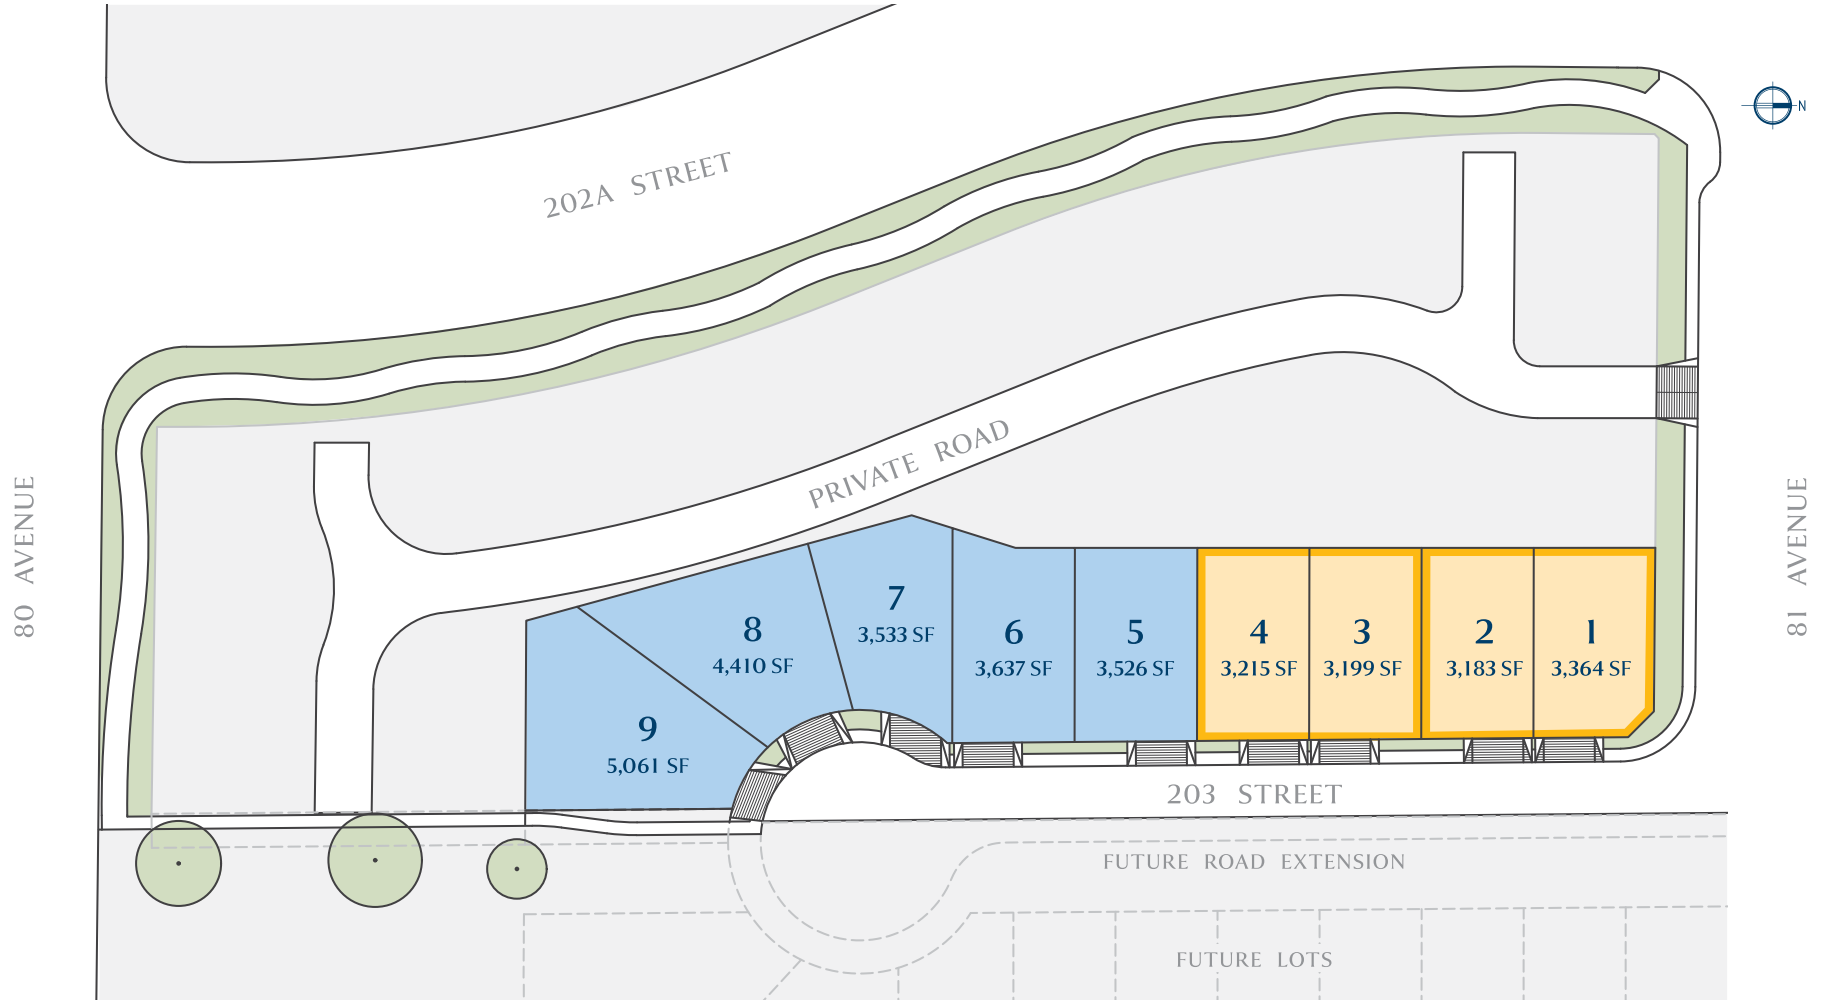 N
202A STREET
PRIVATE ROAD
80 AVENUE
81 AVENUE
7
3,533 SF
8
4,410 SF
6
3,637 SF
5
3,526 SF
4
3,215 SF
3
3,199 SF
2
3,183 SF
1
3,364 SF
9
5,061 SF
203 STREET
FUTURE ROAD EXTENSION
FUTURE LOTS